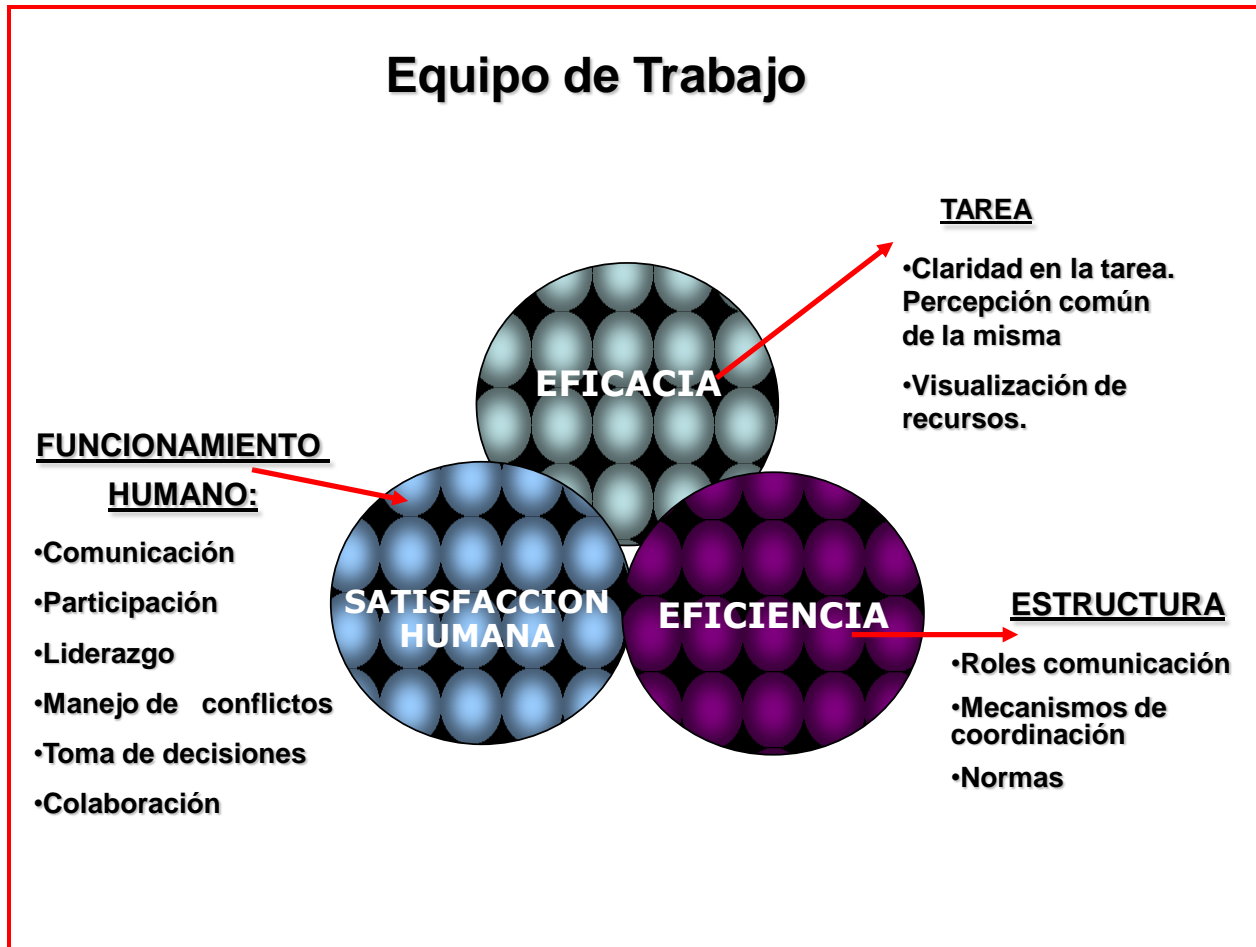 Equipo de Trabajo
TAREA
•Claridad en la tarea.
Percepción común
de la misma
•Visualización de
recursos.
EFICACIA
FUNCIONAMIENTO
HUMANO:
•Comunicación
•Participación
•Liderazgo
•Manejo de conflictos
•Toma de decisiones
•Colaboración
SATISFACCION
HUMANA
EFICIENCIA
ESTRUCTURA
•Roles comunicación
•Mecanismos de
coordinación
•Normas